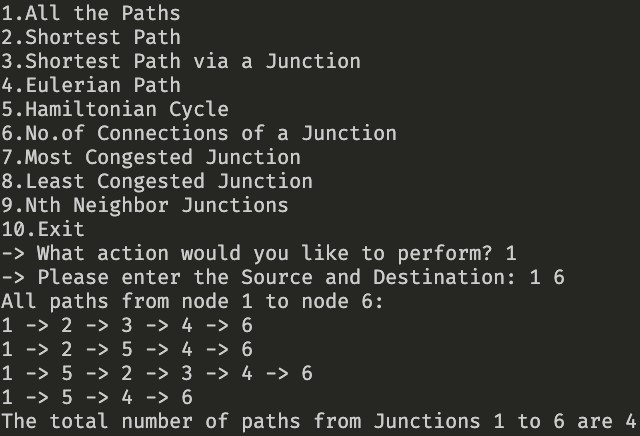 1.All the Paths
2.Shortest Path
3.Shortest Path via a Junction
4.Eulerian Path
5.Hamiltonian Cycle
6.No.of Connections of a Junction
7.Most Congested Junction
8.Least Congested Junction
9.Nth Neighbor Junctions
10.Exit
-> What action would you like to perform? 1
-> Please enter the Source and Destination: 1 6
All paths from node 1 to node 6:
1 -> 2 -> 3 -> 4 -> 6
1 -> 2 -> 5 -> 4 -> 6
1 -> 5 -> 2 -> 3 -> 4 -> 6
1 -> 5 -> 4 -> 6
The total number of paths from Junctions 1 to 6 are 4